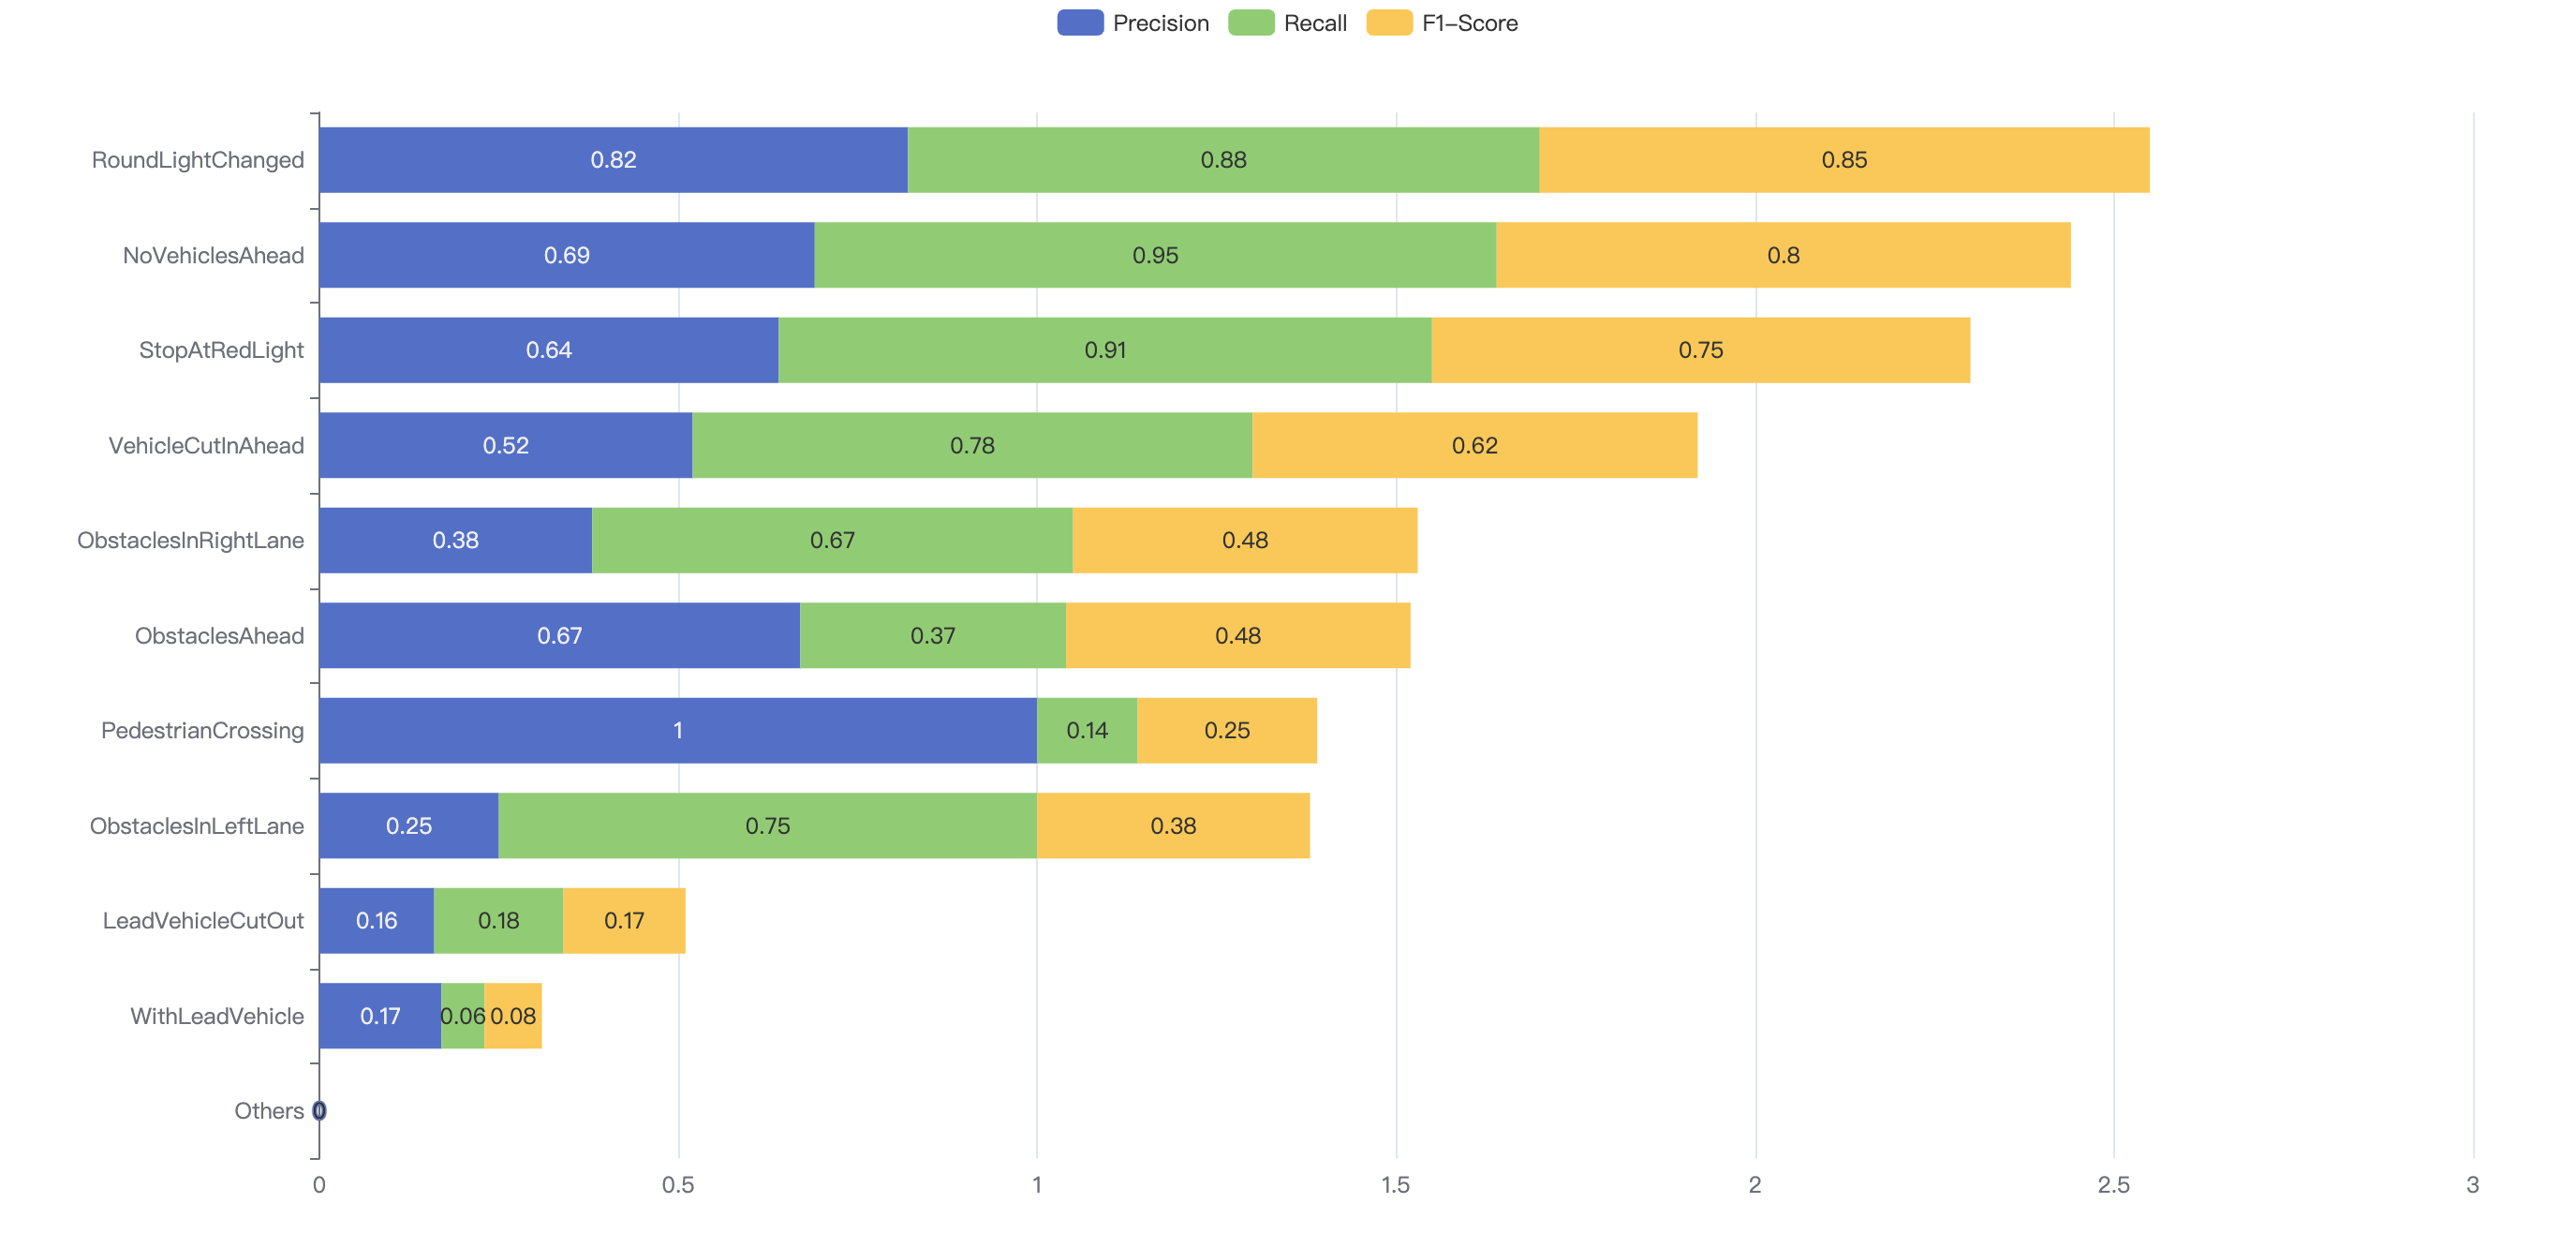 Precision Recall F1-Score
RoundLightChanged 0.82 0.88 0.85
NoVehiclesAhead 0.69 0.95 0.8
StopAtRedLight 0.64 0.91 0.75
VehicleCutInAhead 0.52 0.78 0.62
ObstaclesInRightLane 0.38 0.67 0.48
ObstaclesAhead 0.67 0.37 0.48
PedestrianCrossing 1 0.14 0.25
ObstaclesInLeftLane 0.25 0.75 0.38
LeadVehicleCutOut 0.16 0.18 0.17
WithLeadVehicle 0.17 0.06 0.08
Others 0
0 0.5 1 1.5 2 2.5 3